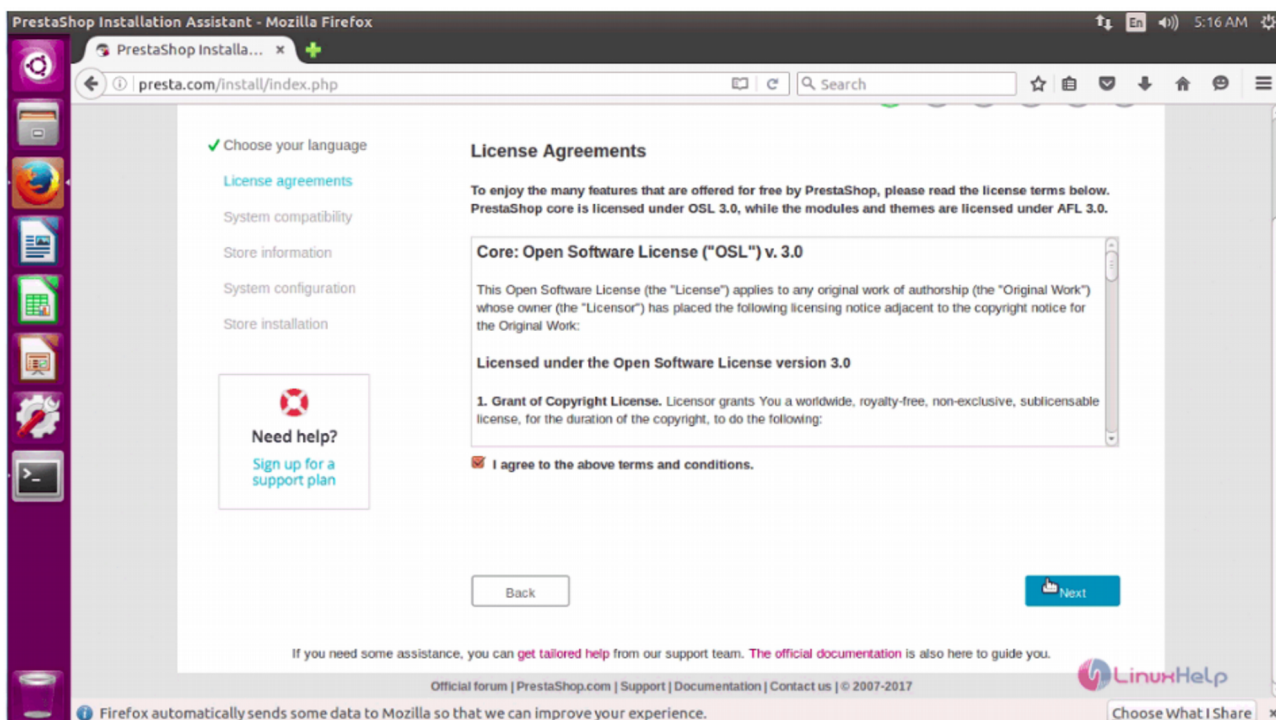 PrestaShop Installation Assistant - Mozilla Firefox
En
5:16 AM
PrestaShop Installa... ×
presta.com/install/index.php
Search
Choose your language
License agreements
System compatibility
Store information
System configuration
Store installation
Need help?
Sign up for a
support plan
License Agreements
To enjoy the many features that are offered for free by PrestaShop, please read the license terms below.
PrestaShop core is licensed under OSL 3.0, while the modules and themes are licensed under AFL 3.0.
Core: Open Software License ("OSL") v. 3.0
This Open Software License (the "License") applies to any original work of authorship (the "Original Work")
whose owner (the "Licensor") has placed the following licensing notice adjacent to the copyright notice for
the Original Work:
Licensed under the Open Software License version 3.0
1. Grant of Copyright License. Licensor grants You a worldwide, royalty-free, non-exclusive, sublicensable
license, for the duration of the copyright, to do the following:
I agree to the above terms and conditions.
Back
Next
If you need some assistance, you can get tailored help from our support team. The official documentation is also here to guide you.
Official forum | PrestaShop.com | Support | Documentation | Contact us | © 2007-2017
LinuxHelp
Firefox automatically sends some data to Mozilla so that we can improve your experience.
Choose What I Share ×